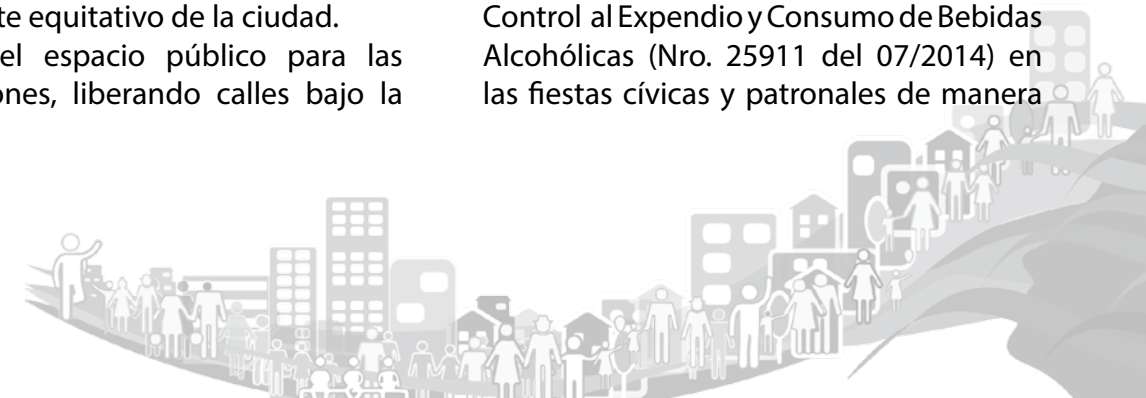 te equitativo de la ciudad.
el espacio público para las
ones, liberando calles bajo la
Control al Expendio y Consumo de Bebidas
Alcohólicas (Nro. 25911 del 07/2014) en
las fiestas cívicas y patronales de manera